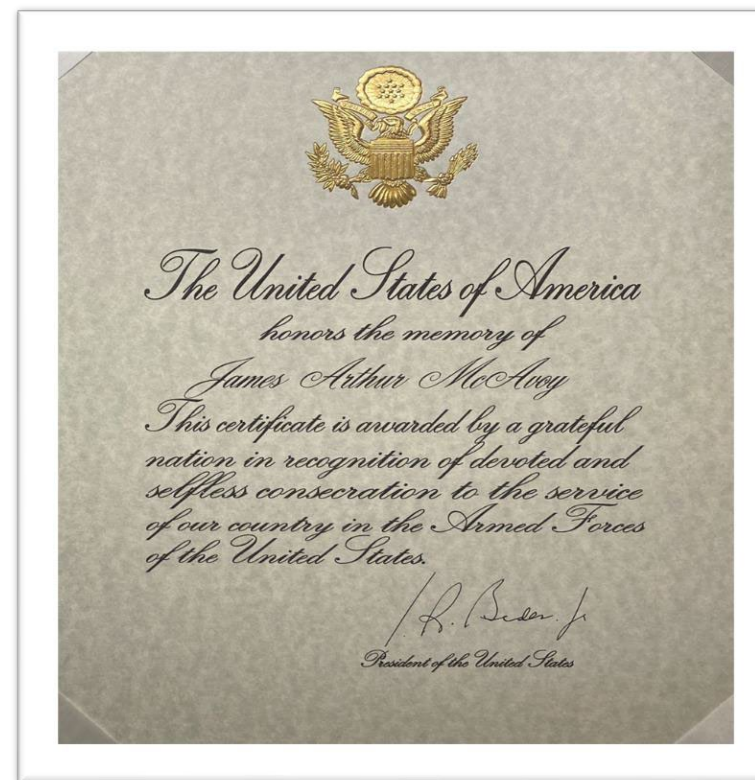 The United States of America
honors the memory of
James Arthur McAvoy
This certificate is awarded by a grateful
nation in recognition of devoted and
selfless consecration to the service
of our country in the Armed Forces
of the United States.
J. R. Biden. Jr
President of the United States